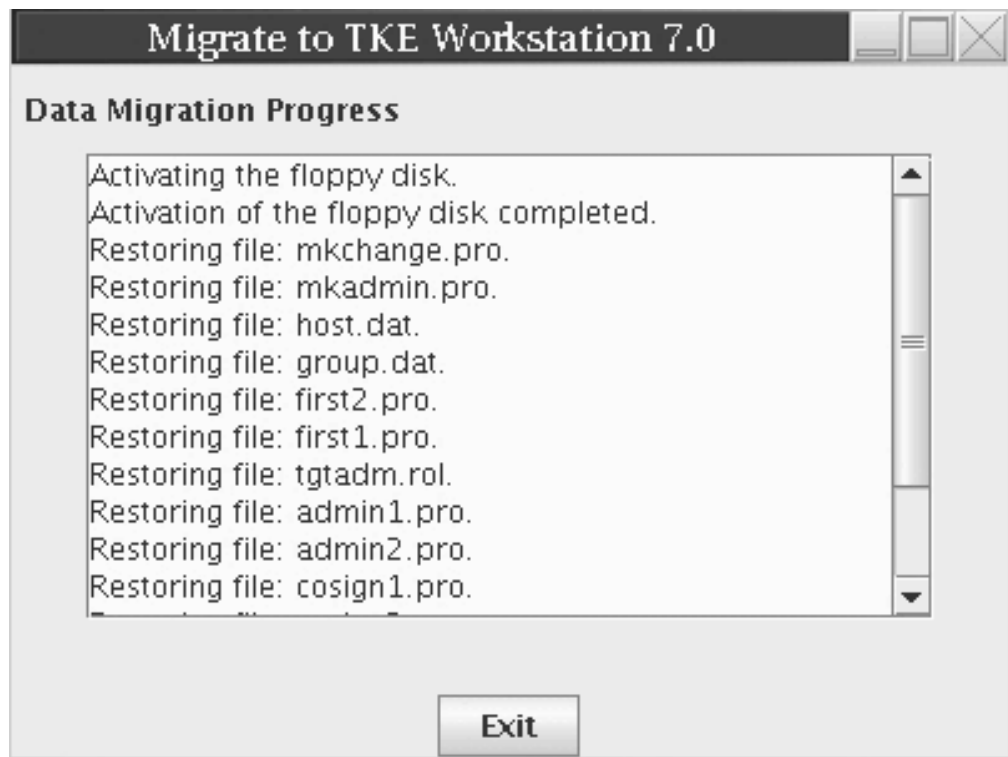 Migrate to TKE Workstation 7.0
Data Migration Progress
Activating the floppy disk.
Activation of the floppy disk completed.
Restoring file: mkchange.pro.
Restoring file: mkadmin.pro.
Restoring file: host.dat.
Restoring file: group.dat.
Restoring file: first2.pro.
Restoring file: first1.pro.
Restoring file: tgtadm.rol.
Restoring file: admin1.pro.
Restoring file: admin2.pro.
Restoring file: cosign1.pro.
Exit